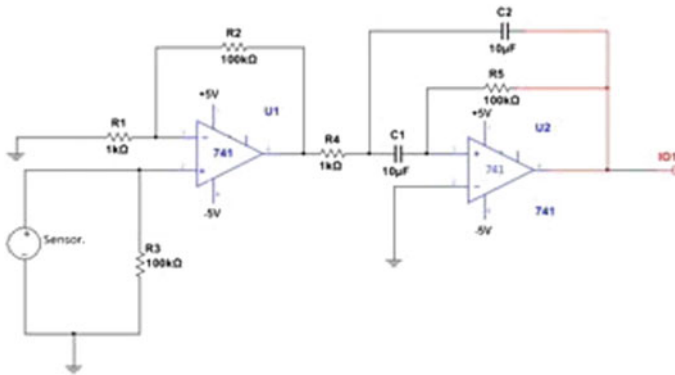 C2
10µF
R2
100kΩ
R5
100kΩ
+5V
U1
+5V
U2
R1
1kΩ
741
R4
1kΩ
C1
10µF
741
IO1
-5V
741
Sensor.
R3
100kΩ
-5V